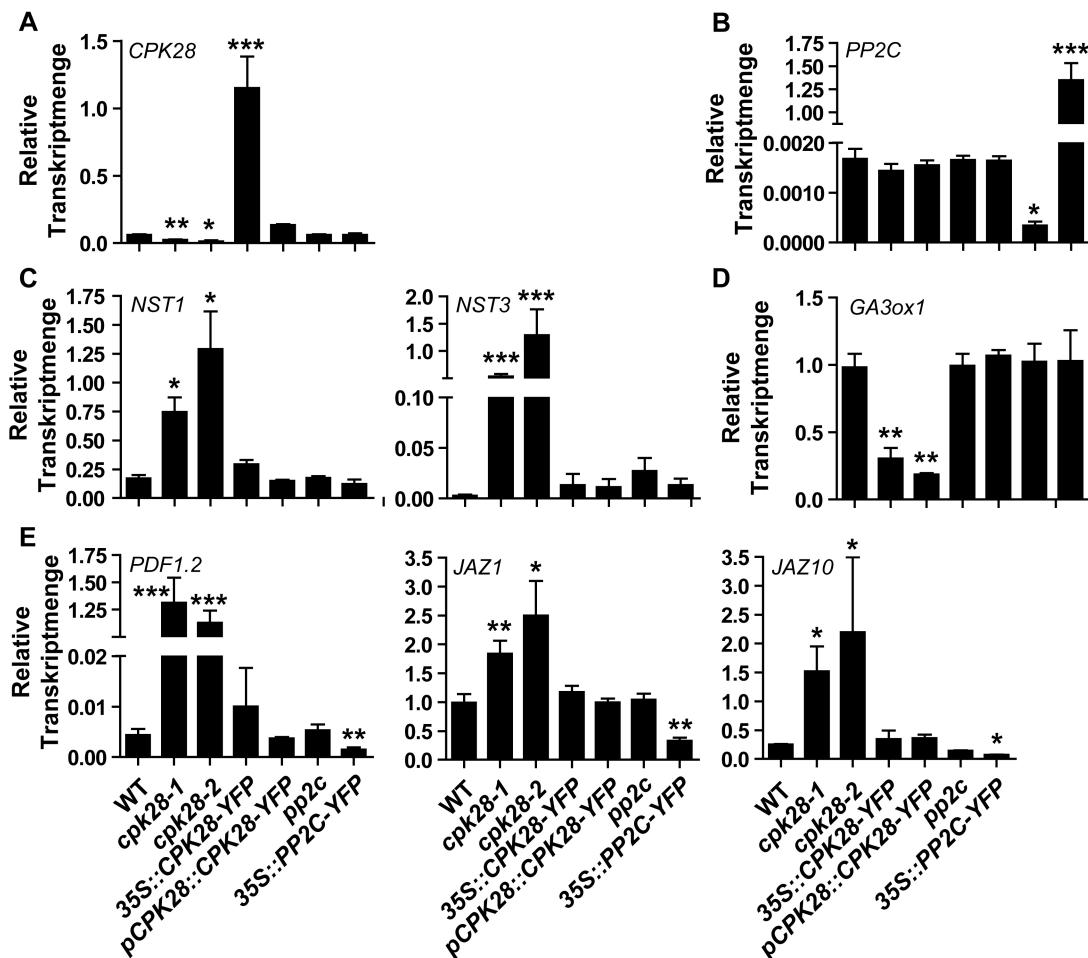 A
CPK28
Relative
Transkriptmenge
1.5
1.0
0.5
0.0
**
*
***
B
PP2C
Relative
Transkriptmenge
1.75
1.50
1.25
1.00
0.0020
0.0010
0.0000
*
***
C
NST1
Relative
Transkriptmenge
1.75
1.50
1.25
1.00
0.75
0.50
0.25
0.00
*
*
NST3
2.0
1.5
1.0
0.10
0.05
0.00
***
***
D
GA3ox1
Relative
Transkriptmenge
1.5
1.0
0.5
0.0
**
**
E
PDF1.2
Relative
Transkriptmenge
1.75
1.50
1.25
1.00
0.02
0.01
0.00
***
***
**
JAZ1
3.5
3.0
2.5
2.0
1.5
1.0
0.5
0.0
**
*
**
JAZ10
3.5
3.0
2.5
2.0
1.5
1.0
0.5
0.0
*
*
*
WT
cpk28-1
cpk28-2
35S::CPK28-YFP
pCPK28::CPK28-YFP
pp2c
35S::PP2C-YFP
WT
cpk28-1
cpk28-2
35S::CPK28-YFP
pCPK28::CPK28-YFP
pp2c
35S::PP2C-YFP
WT
cpk28-1
cpk28-2
35S::CPK28-YFP
pCPK28::CPK28-YFP
pp2c
35S::PP2C-YFP